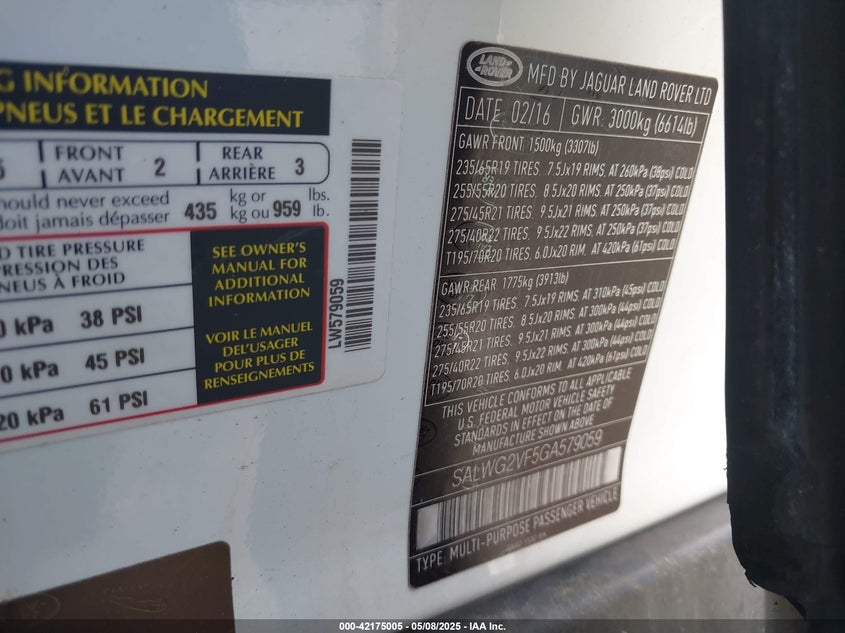 G INFORMATION
PNEUS ET LE CHARGEMENT
5 FRONT AVANT 2 REAR ARRIÈRE 3
hould never exceed
doit jamais dépasser 435 kg or kg ou 959 lbs. lb.
D TIRE PRESSURE
PRESSION DES
NEUS À FROID
0 kPa 38 PSI
0 kPa 45 PSI
20 kPa 61 PSI
SEE OWNER'S
MANUAL FOR
ADDITIONAL
INFORMATION
VOIR LE MANUEL
DEL'USAGER
POUR PLUS DE
RENSEIGNEMENTS
LW579059
LAND
ROVER
MFD BY JAGUAR LAND ROVER LTD
DATE: 02/16 GWR: 3000kg (6614lb)
GAWR FRONT: 1500kg (3307lb)
235/65R19 TIRES. 7.5Jx19 RIMS. AT 260kPa (38psi) COLD
255/55R20 TIRES. 8.5Jx20 RIMS. AT 250kPa (37psi) COLD
275/45R21 TIRES. 9.5Jx21 RIMS. AT 250kPa (37psi) COLD
275/40R22 TIRES. 9.5Jx22 RIMS. AT 250kPa (37psi) COLD
T195/70R20 TIRES. 6.0Jx20 RIM. AT 420kPa (61psi) COLD
GAWR REAR: 1775kg (3913lb)
235/65R19 TIRES. 7.5Jx19 RIMS. AT 310kPa (45psi) COLD
255/55R20 TIRES. 8.5Jx20 RIMS. AT 300kPa (44psi) COLD
275/45R21 TIRES. 9.5Jx21 RIMS. AT 300kPa (44psi) COLD
275/40R22 TIRES. 9.5Jx22 RIMS. AT 300kPa (44psi) COLD
T195/70R20 TIRES. 6.0Jx20 RIM. AT 420kPa (61psi) COLD
THIS VEHICLE CONFORMS TO ALL APPLICABLE
U.S. FEDERAL MOTOR VEHICLE SAFETY
STANDARDS IN EFFECT ON THE DATE OF
MANUFACTURE SHOWN ABOVE
SALWG2VF5GA579059
TYPE: MULTI-PURPOSE PASSENGER VEHICLE
000-42175005 - 05/08/2025 - IAA Inc.